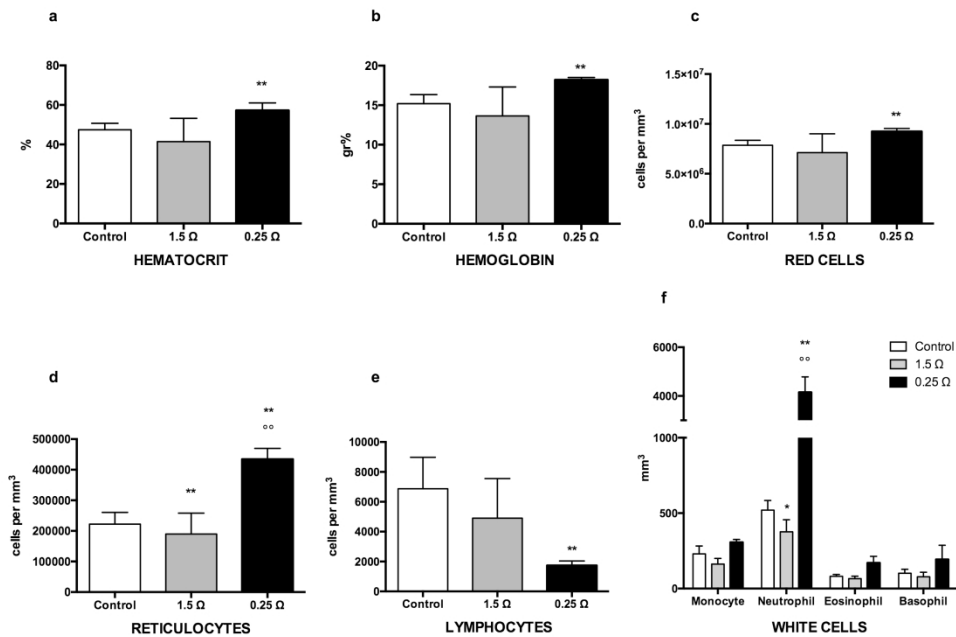 a
80
60
40
20
0
%
**
Control
1.5 Ω
0.25 Ω
HEMATOCRIT
b
20
15
10
5
0
gr%
**
Control
1.5 Ω
0.25 Ω
HEMOGLOBIN
c
1.5×10⁷
1.0×10⁷
5.0×10⁶
0
cells per mm³
**
Control
1.5 Ω
0.25 Ω
RED CELLS
d
500000
400000
300000
200000
100000
0
cells per mm³
**
**
°°
Control
1.5 Ω
0.25 Ω
RETICULOCYTES
e
10000
8000
6000
4000
2000
0
cells per mm³
**
Control
1.5 Ω
0.25 Ω
LYMPHOCYTES
f
6000
4000
1000
500
0
mm³
*
**
°°
Control
1.5 Ω
0.25 Ω
Monocyte
Neutrophil
Eosinophil
Basophil
WHITE CELLS